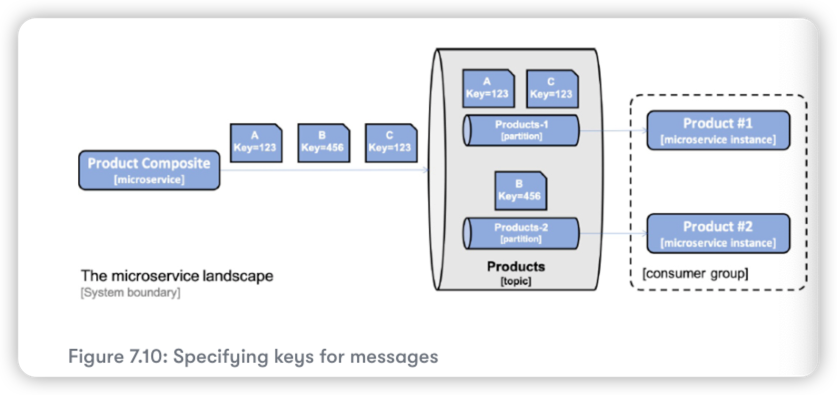 A
Key=123
B
Key=456
C
Key=123
Product Composite
[microservice]
A
Key=123
C
Key=123
Products-1
[partition]
B
Key=456
Products-2
[partition]
Products
[topic]
Product #1
[microservice instance]
Product #2
[microservice instance]
[consumer group]
The microservice landscape
[System boundary]
Figure 7.10: Specifying keys for messages